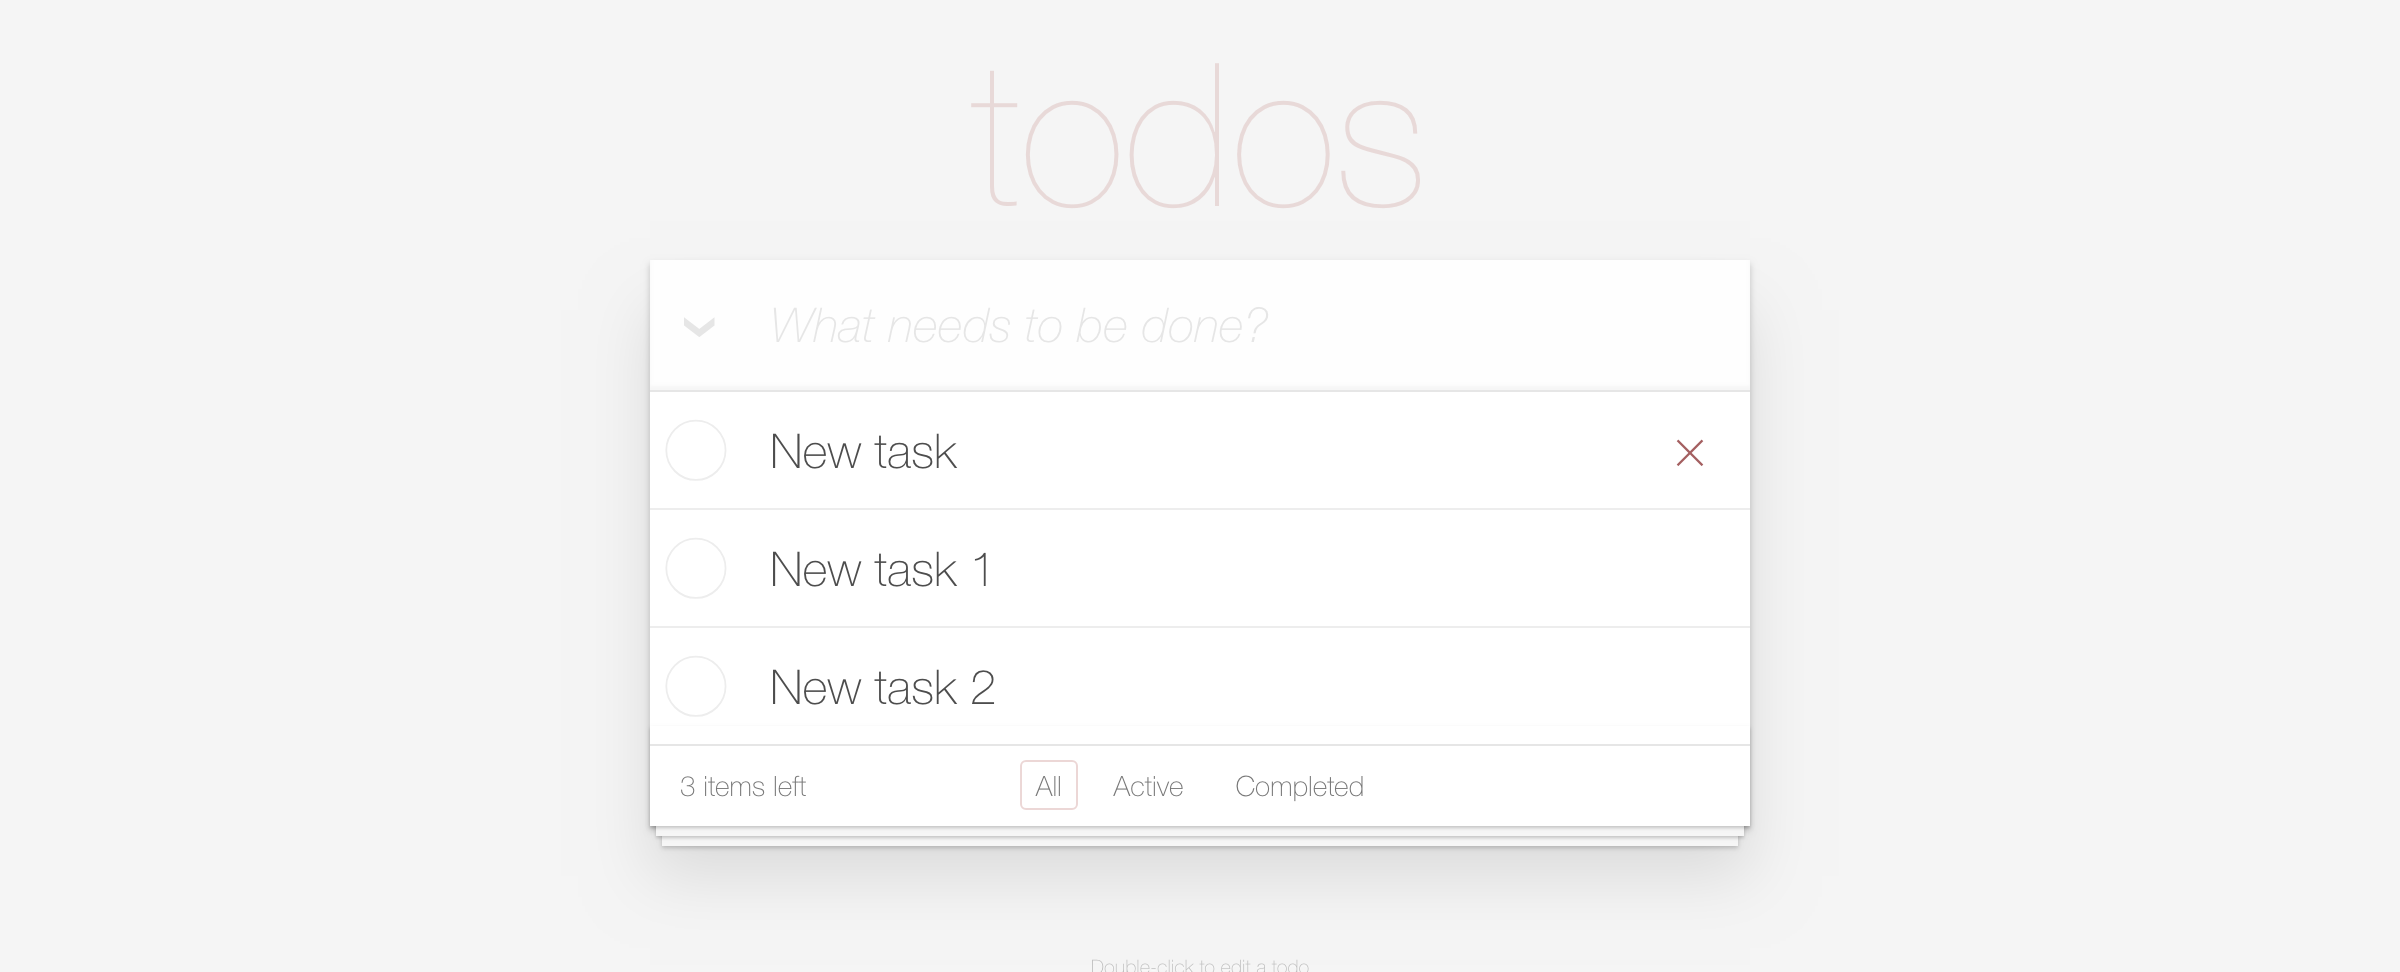 todos
What needs to be done?
New task
New task 1
New task 2
3 items left
All
Active
Completed
Double-click to edit a todo